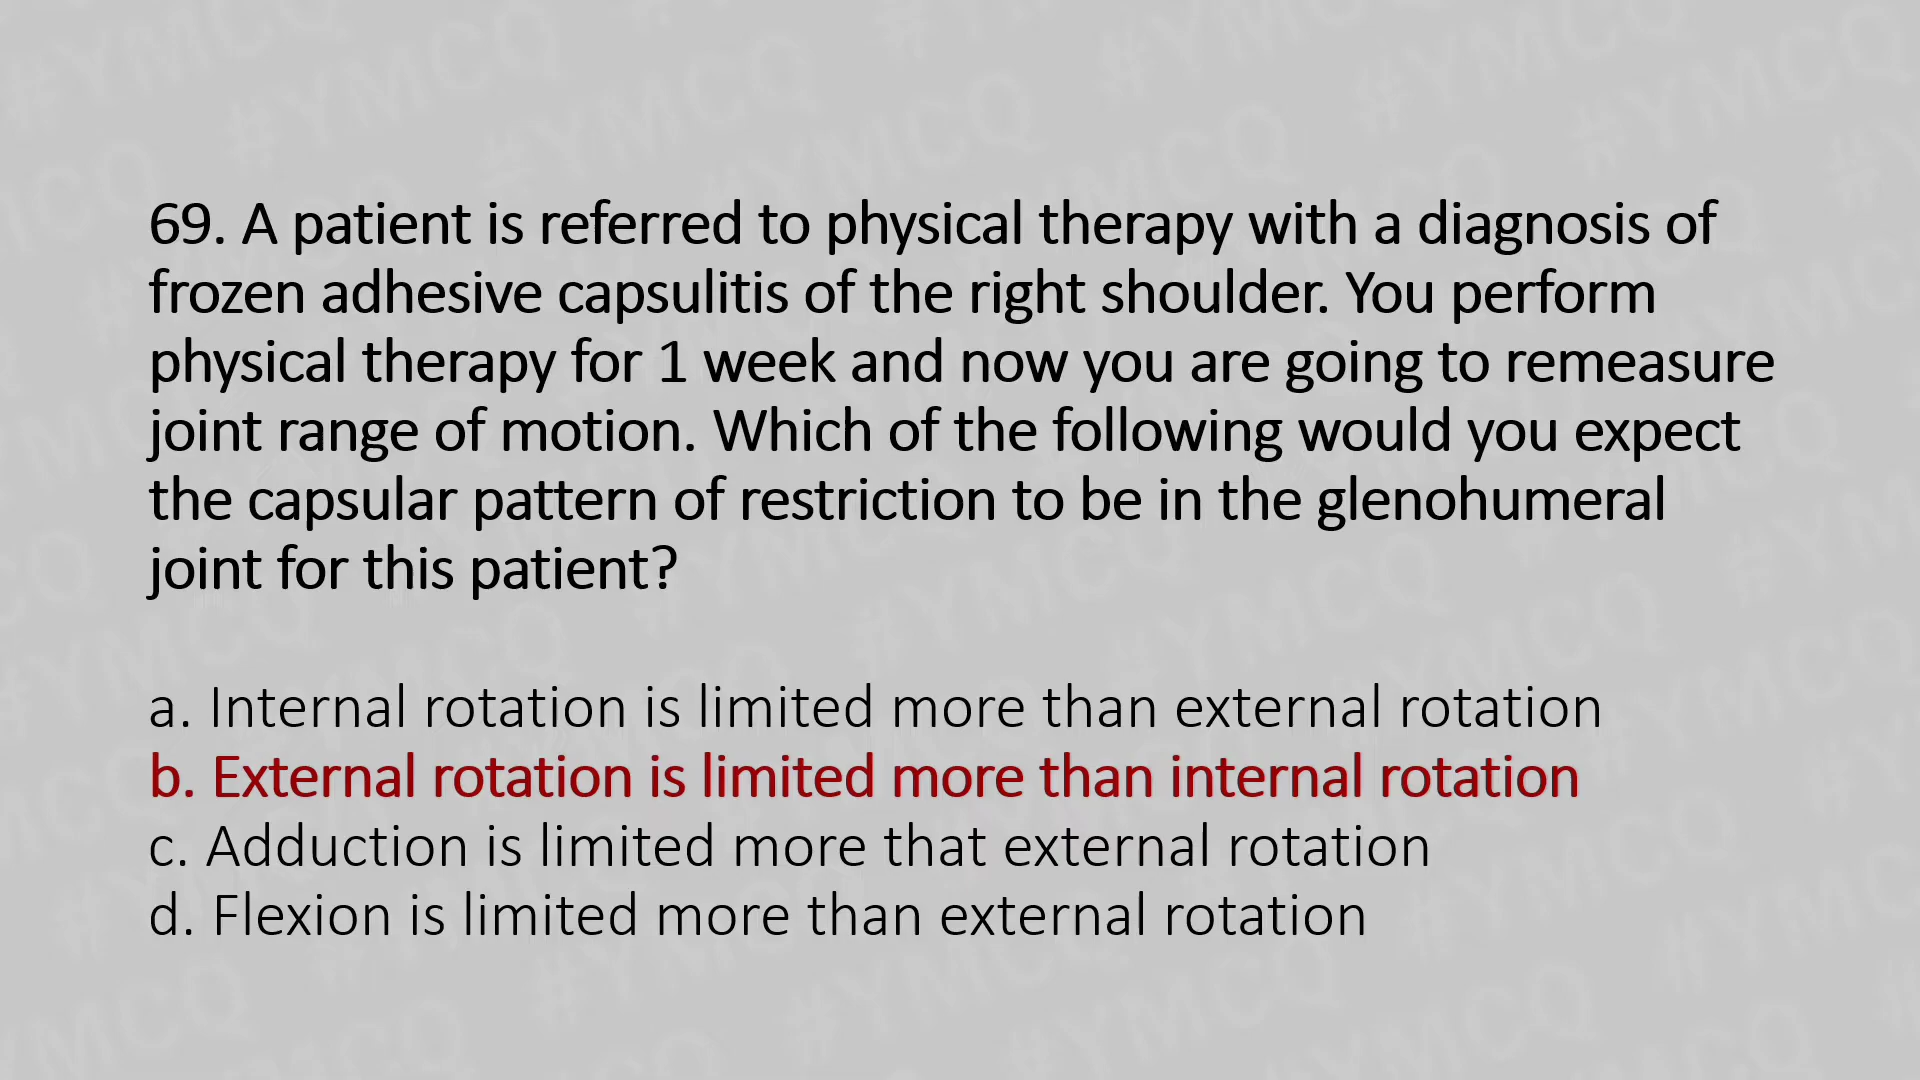 69. A patient is referred to physical therapy with a diagnosis of
frozen adhesive capsulitis of the right shoulder. You perform
physical therapy for 1 week and now you are going to remeasure
joint range of motion. Which of the following would you expect
the capsular pattern of restriction to be in the glenohumeral
joint for this patient?
a. Internal rotation is limited more than external rotation
b. External rotation is limited more than internal rotation
c. Adduction is limited more that external rotation
d. Flexion is limited more than external rotation
#YMCQ